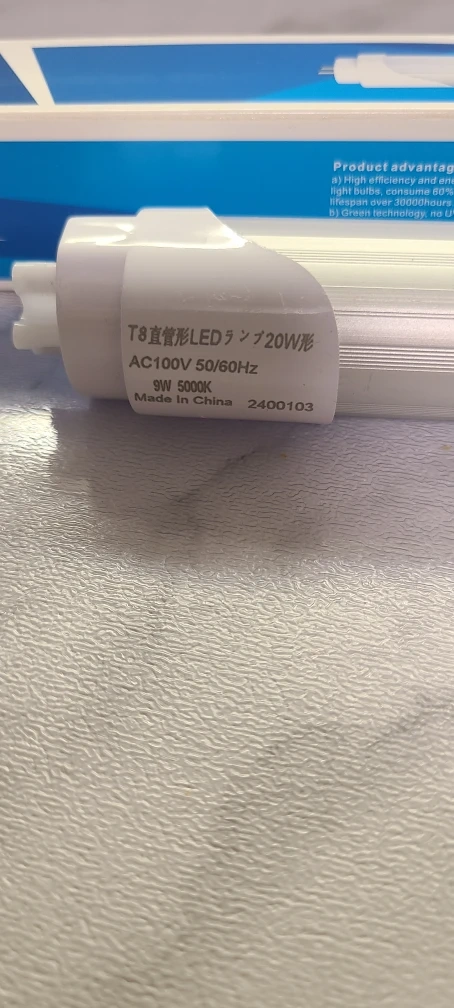 Product advantag
a) High efficiency and ene
light bulbs, consume 60%
lifespan over 30000hours
b) Green technology, no U
T8直管形LEDランプ20W形
AC100V 50/60Hz
9W 5000K
Made In China 2400103